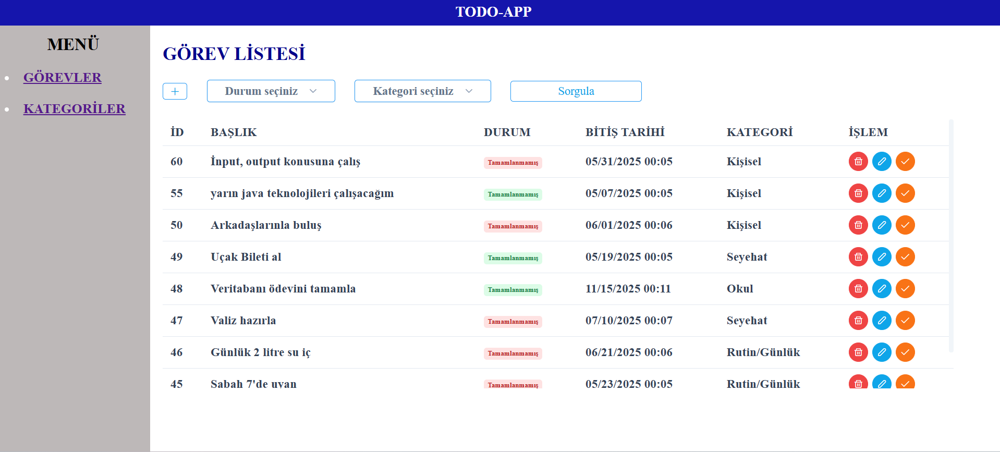 TODO-APP
MENÜ
GÖREVLER
KATEGORİLER
GÖREV LİSTESİ
+ Durum seçiniz Kategori seçiniz Sorgula
İD BAŞLIK DURUM BİTİŞ TARİHİ KATEGORİ İŞLEM
60 İnput, output konusuna çalış Tamamlanmamış 05/31/2025 00:05 Kişisel
55 yarın java teknolojileri çalışacağım Tamamlanmamış 05/07/2025 00:05 Kişisel
50 Arkadaşlarınla buluş Tamamlanmamış 06/01/2025 00:06 Kişisel
49 Uçak Bileti al Tamamlanmamış 05/19/2025 00:05 Seyehat
48 Veritabanı ödevini tamamla Tamamlanmamış 11/15/2025 00:11 Okul
47 Valiz hazırla Tamamlanmamış 07/10/2025 00:07 Seyehat
46 Günlük 2 litre su iç Tamamlanmamış 06/21/2025 00:06 Rutin/Günlük
45 Sabah 7'de uyan Tamamlanmamış 05/23/2025 00:05 Rutin/Günlük